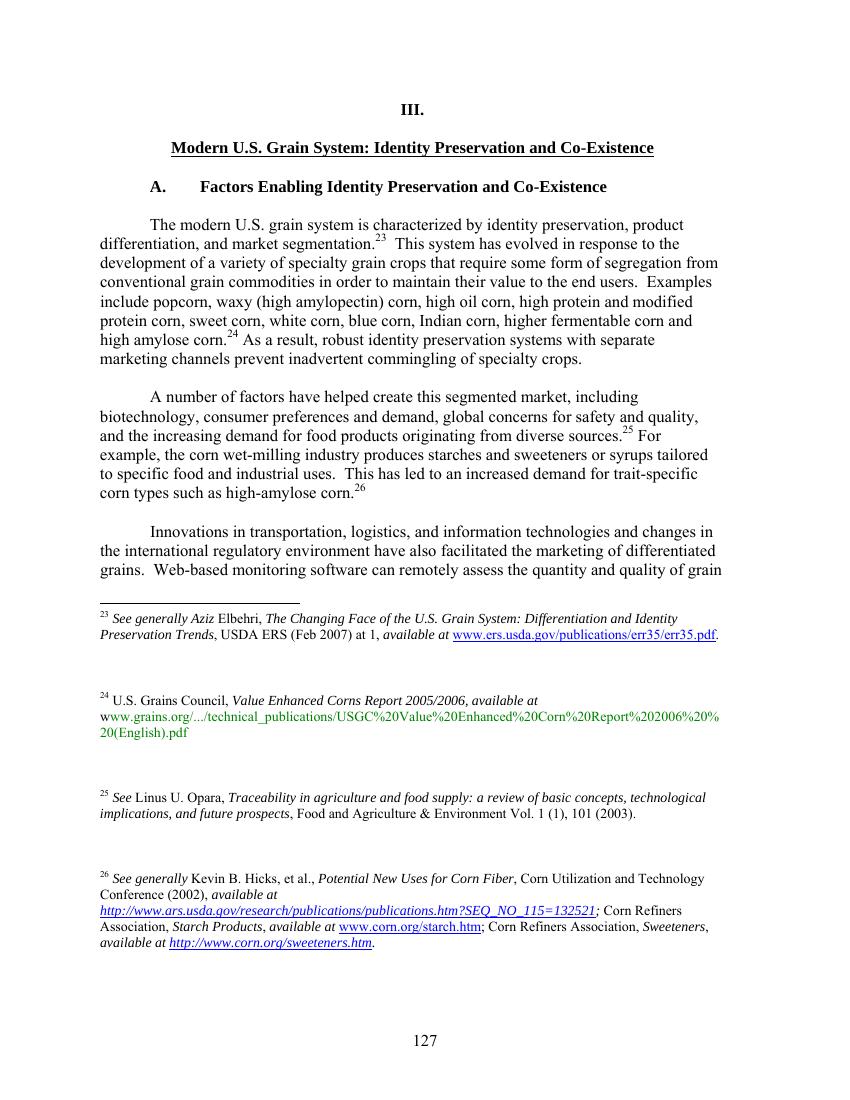 III.
Modern U.S. Grain System: Identity Preservation and Co-Existence
A. Factors Enabling Identity Preservation and Co-Existence
The modern U.S. grain system is characterized by identity preservation, product
differentiation, and market segmentation.23 This system has evolved in response to the
development of a variety of specialty grain crops that require some form of segregation from
conventional grain commodities in order to maintain their value to the end users. Examples
include popcorn, waxy (high amylopectin) corn, high oil corn, high protein and modified
protein corn, sweet corn, white corn, blue corn, Indian corn, higher fermentable corn and
high amylose corn.24 As a result, robust identity preservation systems with separate
marketing channels prevent inadvertent commingling of specialty crops.
A number of factors have helped create this segmented market, including
biotechnology, consumer preferences and demand, global concerns for safety and quality,
and the increasing demand for food products originating from diverse sources.25 For
example, the corn wet-milling industry produces starches and sweeteners or syrups tailored
to specific food and industrial uses. This has led to an increased demand for trait-specific
corn types such as high-amylose corn.26
Innovations in transportation, logistics, and information technologies and changes in
the international regulatory environment have also facilitated the marketing of differentiated
grains. Web-based monitoring software can remotely assess the quantity and quality of grain
23 See generally Aziz Elbehri, The Changing Face of the U.S. Grain System: Differentiation and Identity
Preservation Trends, USDA ERS (Feb 2007) at 1, available at www.ers.usda.gov/publications/err35/err35.pdf.
24 U.S. Grains Council, Value Enhanced Corns Report 2005/2006, available at
www.grains.org/.../technical_publications/USGC%20Value%20Enhanced%20Corn%20Report%202006%20%
20(English).pdf
25 See Linus U. Opara, Traceability in agriculture and food supply: a review of basic concepts, technological
implications, and future prospects, Food and Agriculture & Environment Vol. 1 (1), 101 (2003).
26 See generally Kevin B. Hicks, et al., Potential New Uses for Corn Fiber, Corn Utilization and Technology
Conference (2002), available at
http://www.ars.usda.gov/research/publications/publications.htm?SEQ_NO_115=132521; Corn Refiners
Association, Starch Products, available at www.corn.org/starch.htm; Corn Refiners Association, Sweeteners,
available at http://www.corn.org/sweeteners.htm.
127